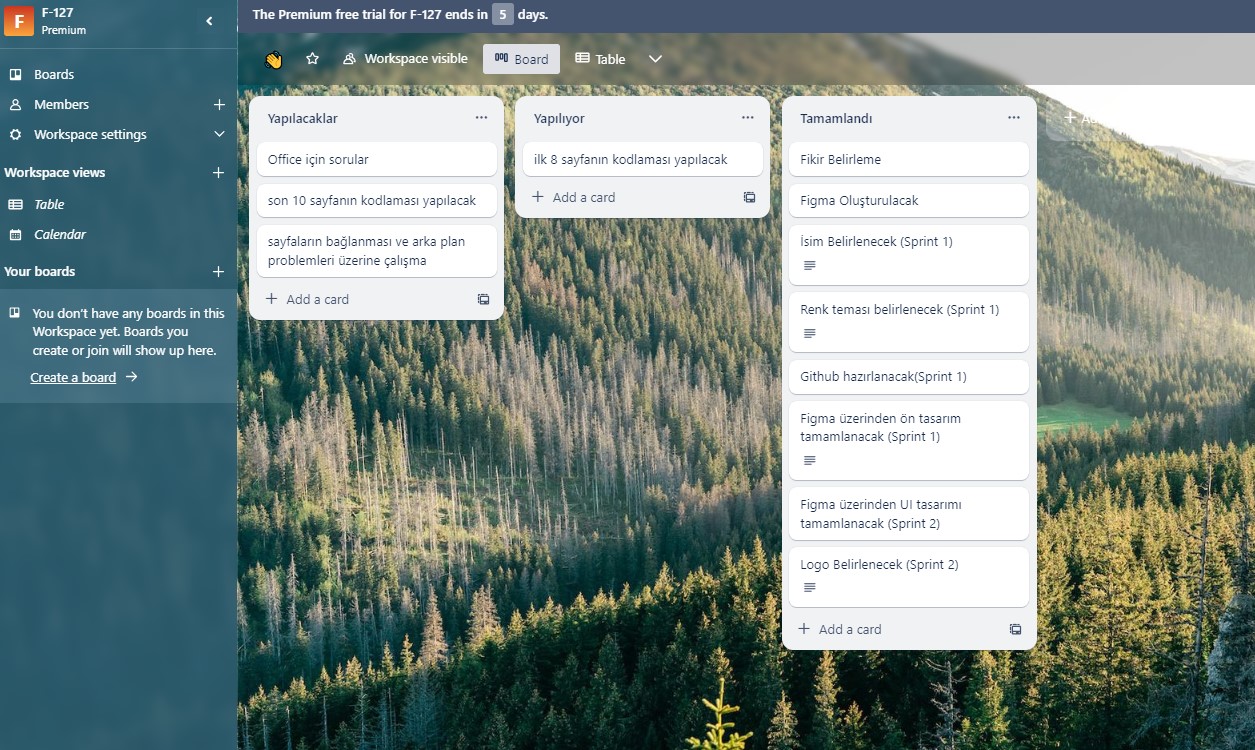 F
F-127
Premium
Boards
Members
Workspace settings
Workspace views
Table
Calendar
Your boards
You don't have any boards in this
Workspace yet. Boards you
create or join will show up here.
Create a board
The Premium free trial for F-127 ends in 5 days.
Workspace visible
Board
Table
Yapılacaklar
Office için sorular
son 10 sayfanın kodlaması yapılacak
sayfaların bağlanması ve arka plan
problemleri üzerine çalışma
Add a card
Yapılıyor
ilk 8 sayfanın kodlaması yapılacak
Add a card
Tamamlandı
Fikir Belirleme
Figma Oluşturulacak
İsim Belirlenecek (Sprint 1)
Renk teması belirlenecek (Sprint 1)
Github hazırlanacak(Sprint 1)
Figma üzerinden ön tasarım
tamamlanacak (Sprint 1)
Figma üzerinden UI tasarımı
tamamlanacak (Sprint 2)
Logo Belirlenecek (Sprint 2)
Add a card